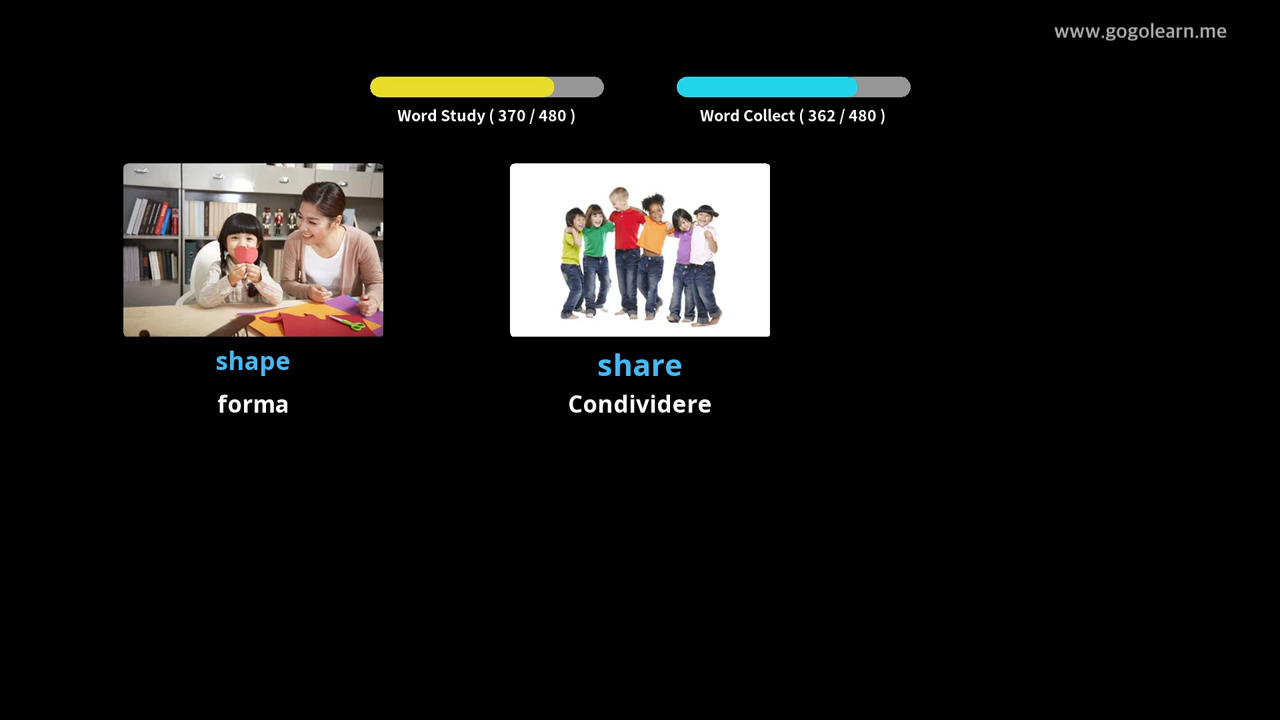 www.gogolearn.me
Word Study ( 370 / 480 )
Word Collect ( 362 / 480 )
shape
forma
share
Condividere